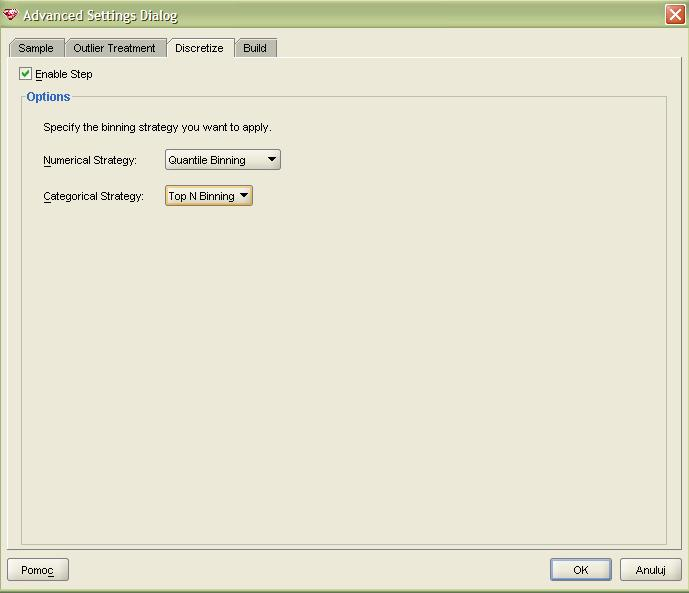 Advanced Settings Dialog
Sample Outlier Treatment Discretize Build
Enable Step
Options
Specify the binning strategy you want to apply.
Numerical Strategy: Quantile Binning
Categorical Strategy: Top N Binning
Pomoc OK Anuluj